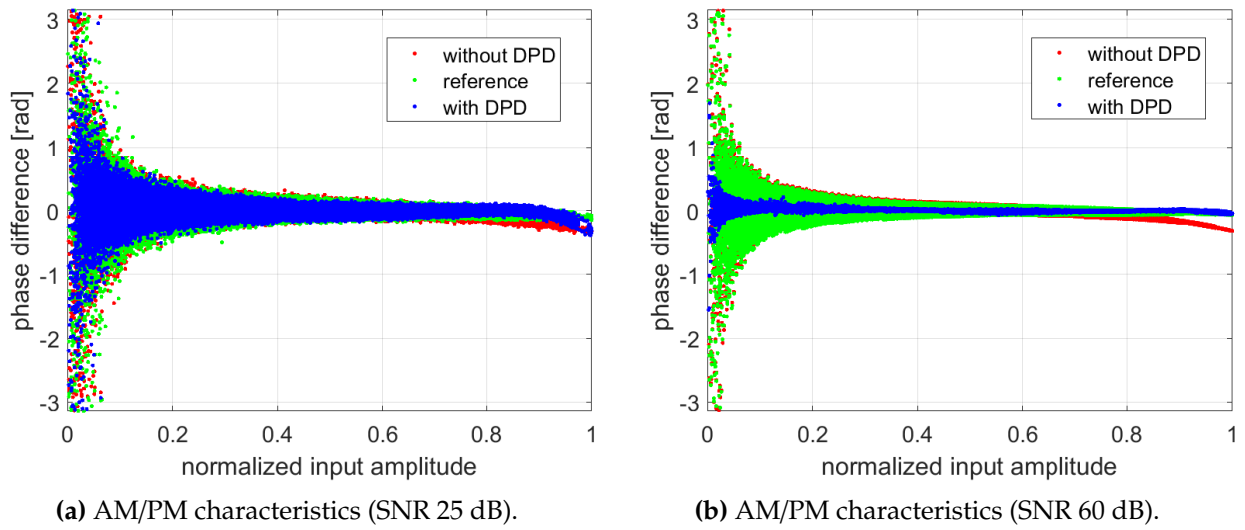 3
2
1
0
-1
-2
-3
phase difference [rad]
without DPD
reference
with DPD
0
0.2
0.4
0.6
0.8
1
normalized input amplitude
(a) AM/PM characteristics (SNR 25 dB).
3
2
1
0
-1
-2
-3
phase difference [rad]
without DPD
reference
with DPD
0
0.2
0.4
0.6
0.8
1
normalized input amplitude
(b) AM/PM characteristics (SNR 60 dB).